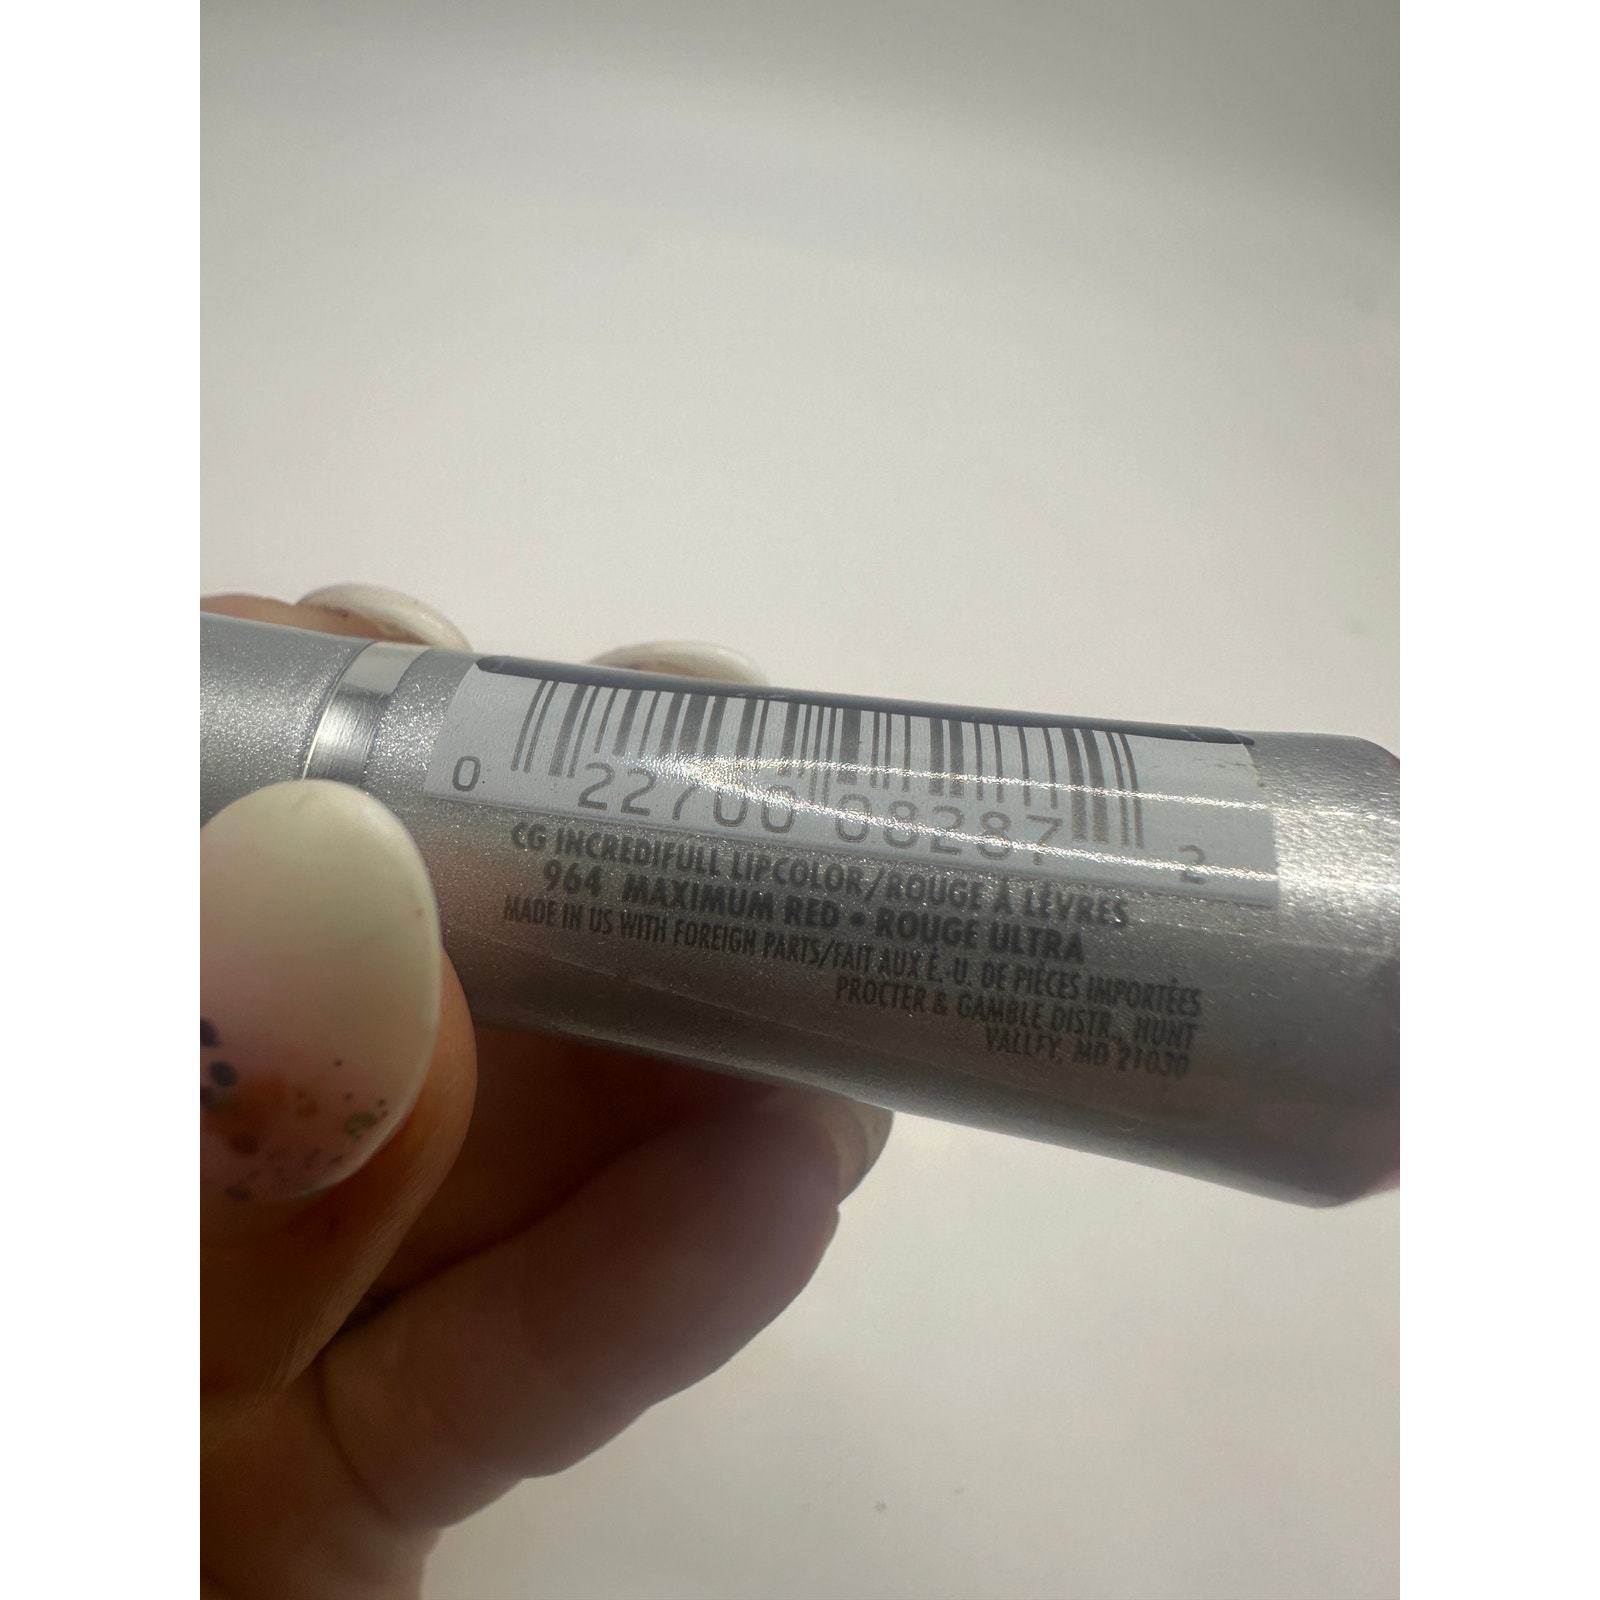 0 22700 08287 2
CG INCREDIFULL LIPCOLOR/ROUGE À LÈVRES
964 MAXIMUM RED • ROUGE ULTRA
MADE IN US WITH FOREIGN PARTS/FAIT AUX É.-U. DE PIÈCES IMPORTÉES
PROCTER & GAMBLE DISTR., HUNT
VALLEY, MD 21030